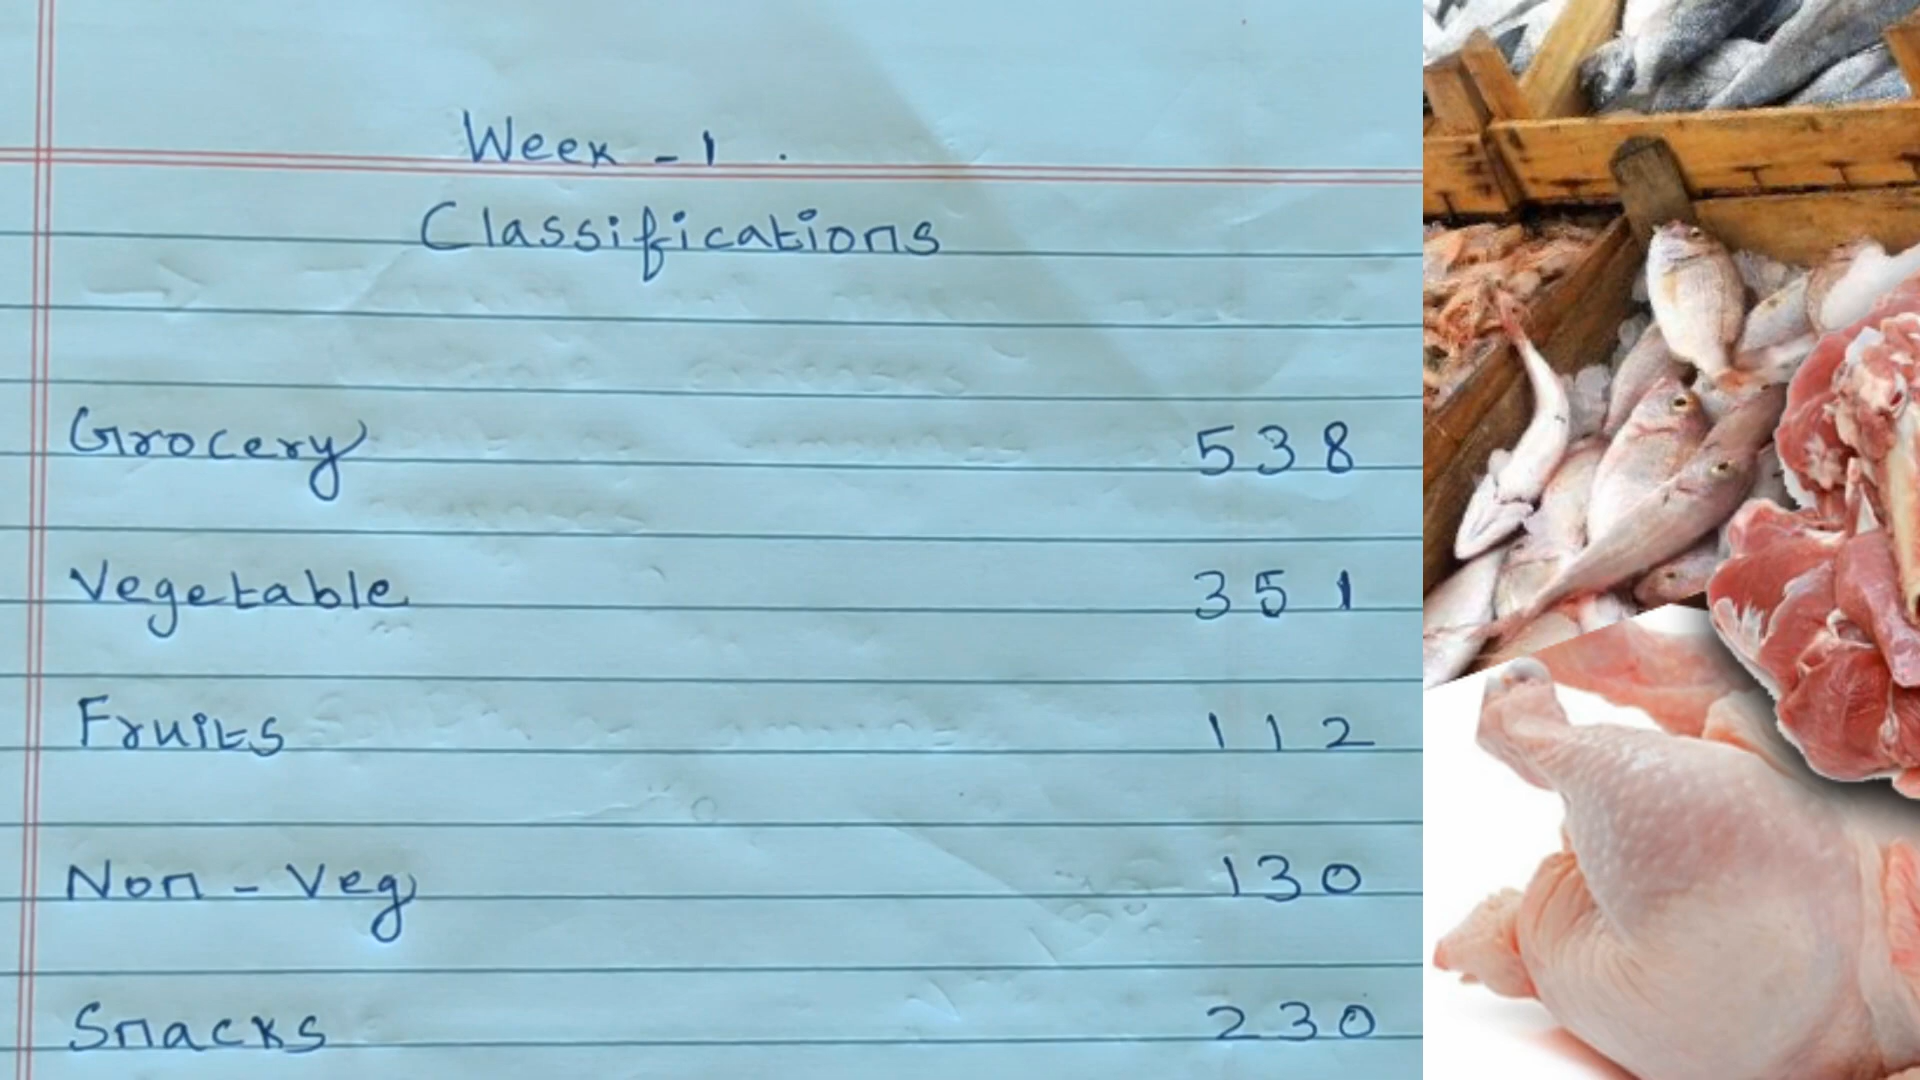 Week - 1
Classifications
Grocery 538
Vegetable 351
Fruits 112
Non - Veg 130
Snacks 230